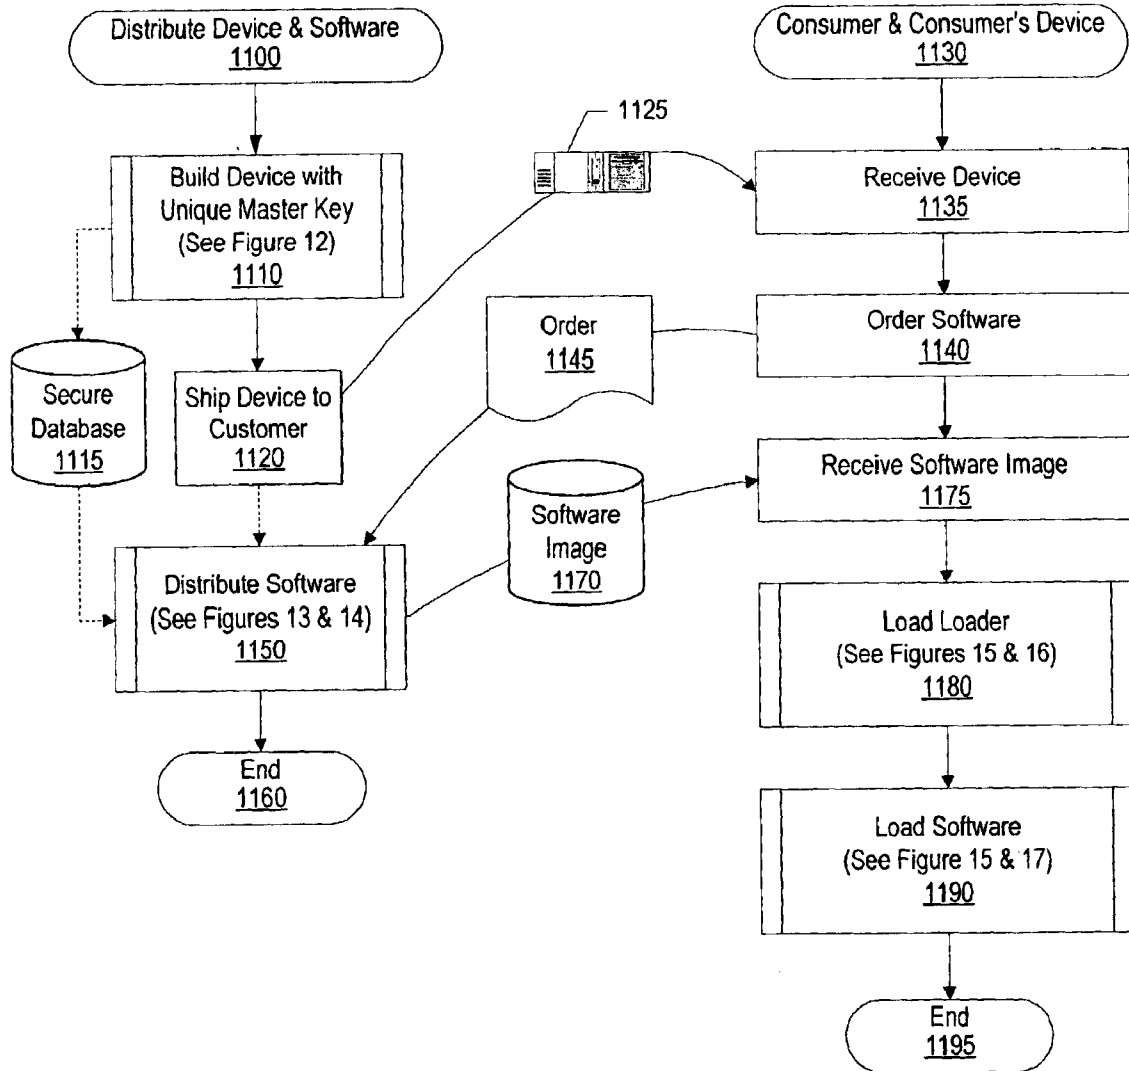 Distribute Device & Software
1100
Build Device with
Unique Master Key
(See Figure 12)
1110
Secure
Database
1115
Ship Device to
Customer
1120
Distribute Software
(See Figures 13 & 14)
1150
End
1160
1125
Order
1145
Software
Image
1170
Consumer & Consumer's Device
1130
Receive Device
1135
Order Software
1140
Receive Software Image
1175
Load Loader
(See Figures 15 & 16)
1180
Load Software
(See Figure 15 & 17)
1190
End
1195